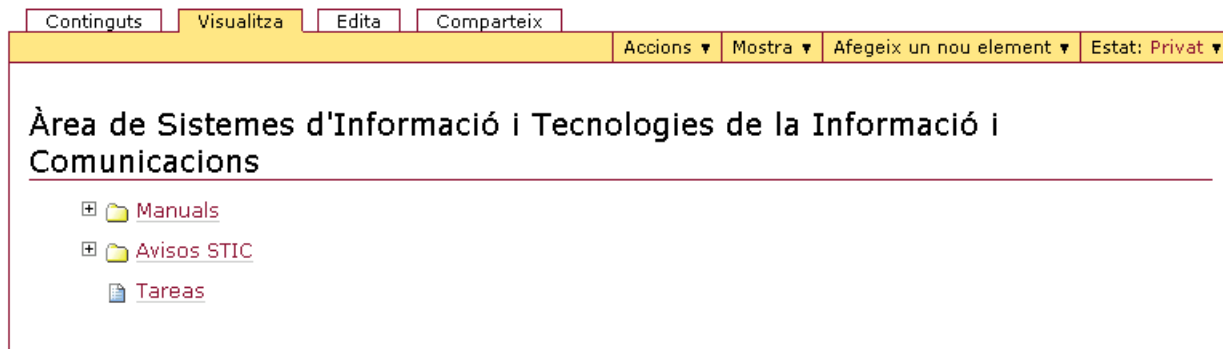 Continguts Visualitza Edita Comparteix
Accions ▼ Mostra ▼ Afegeix un nou element ▼ Estat: Privat ▼
Àrea de Sistemes d'Informació i Tecnologies de la Informació i
Comunicacions
Manuals
Avisos STIC
Tareas